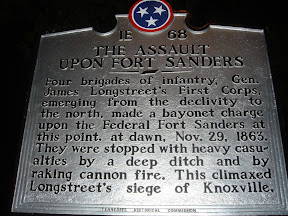 1E 68
THE ASSAULT
UPON FORT SANDERS
Four brigades of infantry, Gen.
James Longstreet's First Corps,
emerging from the declivity to
the north, made a bayonet charge
upon the Federal Fort Sanders at
this point, at dawn, Nov. 29, 1863.
They were stopped with heavy casu-
alties by a deep ditch and by
raking cannon fire. This climaxed
Longstreet's siege of Knoxville.
TENNESSEE HISTORICAL COMMISSION